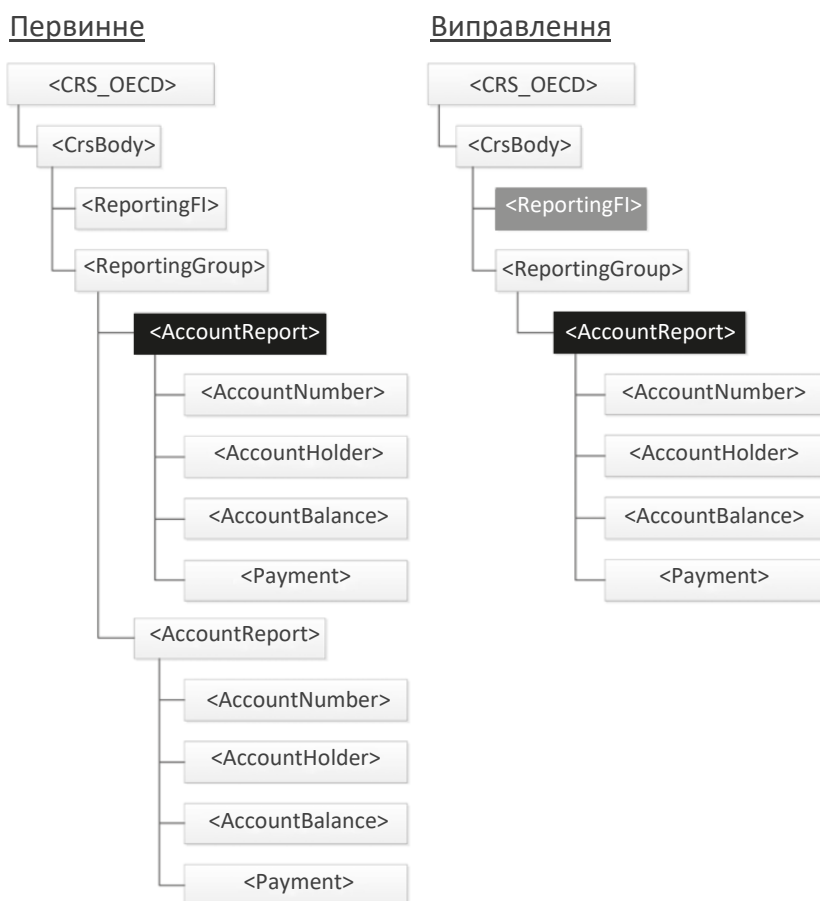 Первинне
<CRS_OECD>
<CrsBody>
<ReportingFI>
<ReportingGroup>
<AccountReport>
<AccountNumber>
<AccountHolder>
<AccountBalance>
<Payment>
<AccountReport>
<AccountNumber>
<AccountHolder>
<AccountBalance>
<Payment>
Виправлення
<CRS_OECD>
<CrsBody>
<ReportingFI>
<ReportingGroup>
<AccountReport>
<AccountNumber>
<AccountHolder>
<AccountBalance>
<Payment>